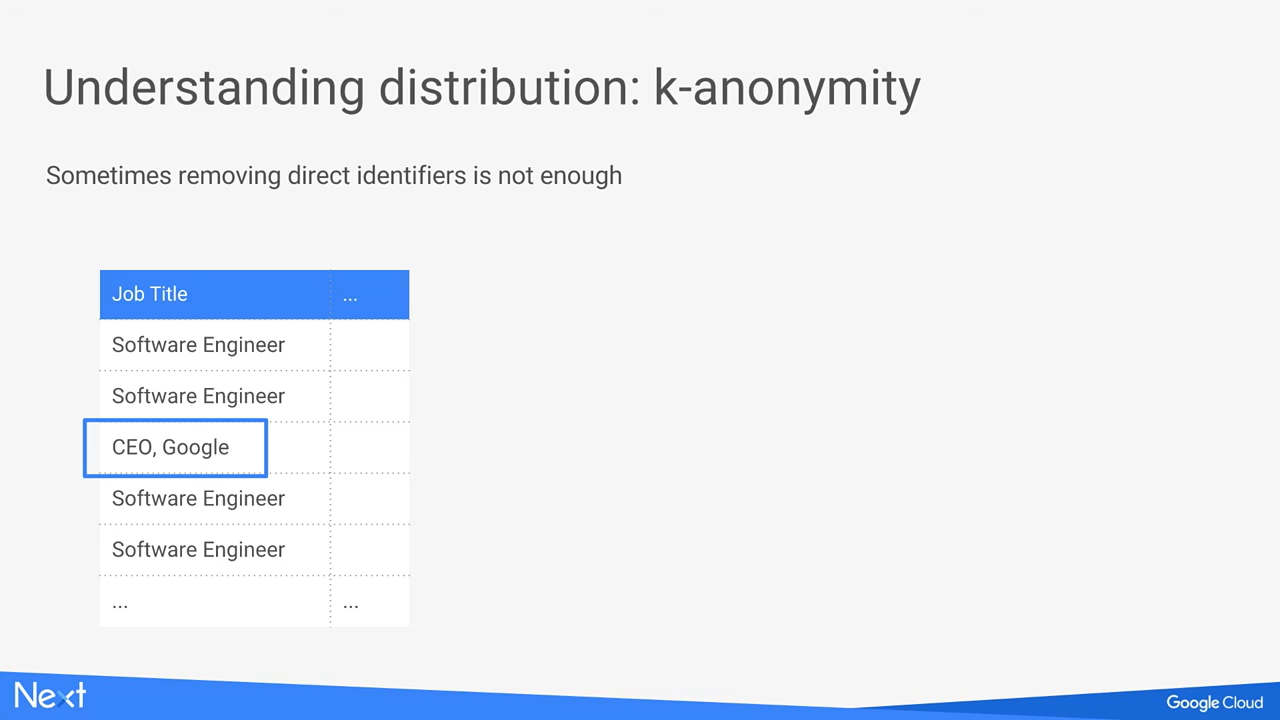 Understanding distribution: k-anonymity
Sometimes removing direct identifiers is not enough
Job Title ...
Software Engineer
Software Engineer
CEO, Google
Software Engineer
Software Engineer
... ...
Next
Google Cloud